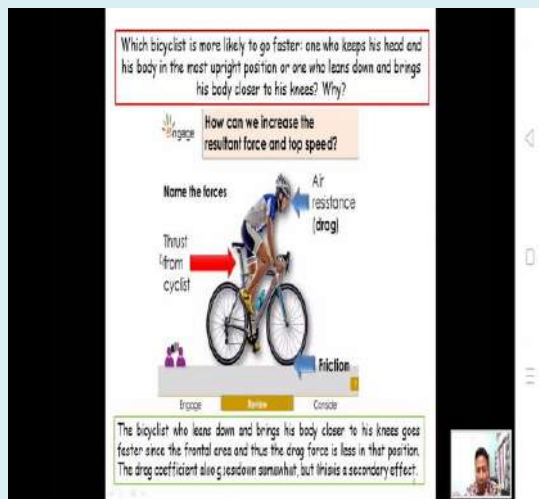 Which bicyclist is more likely to go faster: one who keeps his head and
his body in the most upright position or one who leans down and brings
his body closer to his knees? Why?
Engage
How can we increase the
resultant force and top speed?
Name the forces
Air
resistance
(drag)
Thrust
from
cyclist
Friction
Engage
Review
Consider
The bicyclist who leans down and brings his body closer to his knees goes
faster since the frontal area and thus the drag force is less in that position.
The drag coefficient also goes down somewhat, but this is a secondary effect.